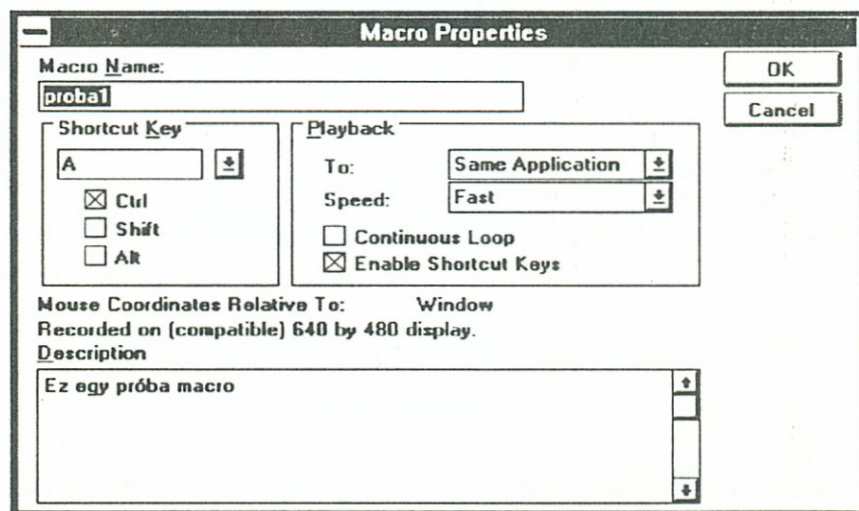 Macro Properties
Macro Name:
OK
proba1
Cancel
Shortcut Key
A
Ctrl
Shift
Alt
Playback
To: Same Application
Speed: Fast
Continuous Loop
Enable Shortcut Keys
Mouse Coordinates Relative To: Window
Recorded on (compatible) 640 by 480 display.
Description
Ez egy próba macro